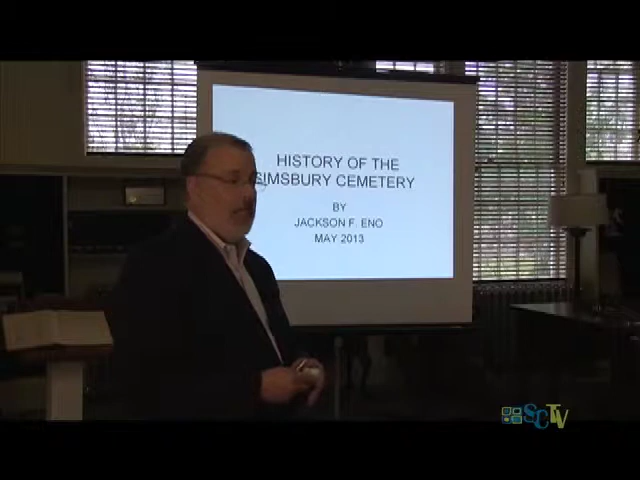 HISTORY OF THE
SIMSBURY CEMETERY
BY
JACKSON F. ENO
MAY 2013
SCTV